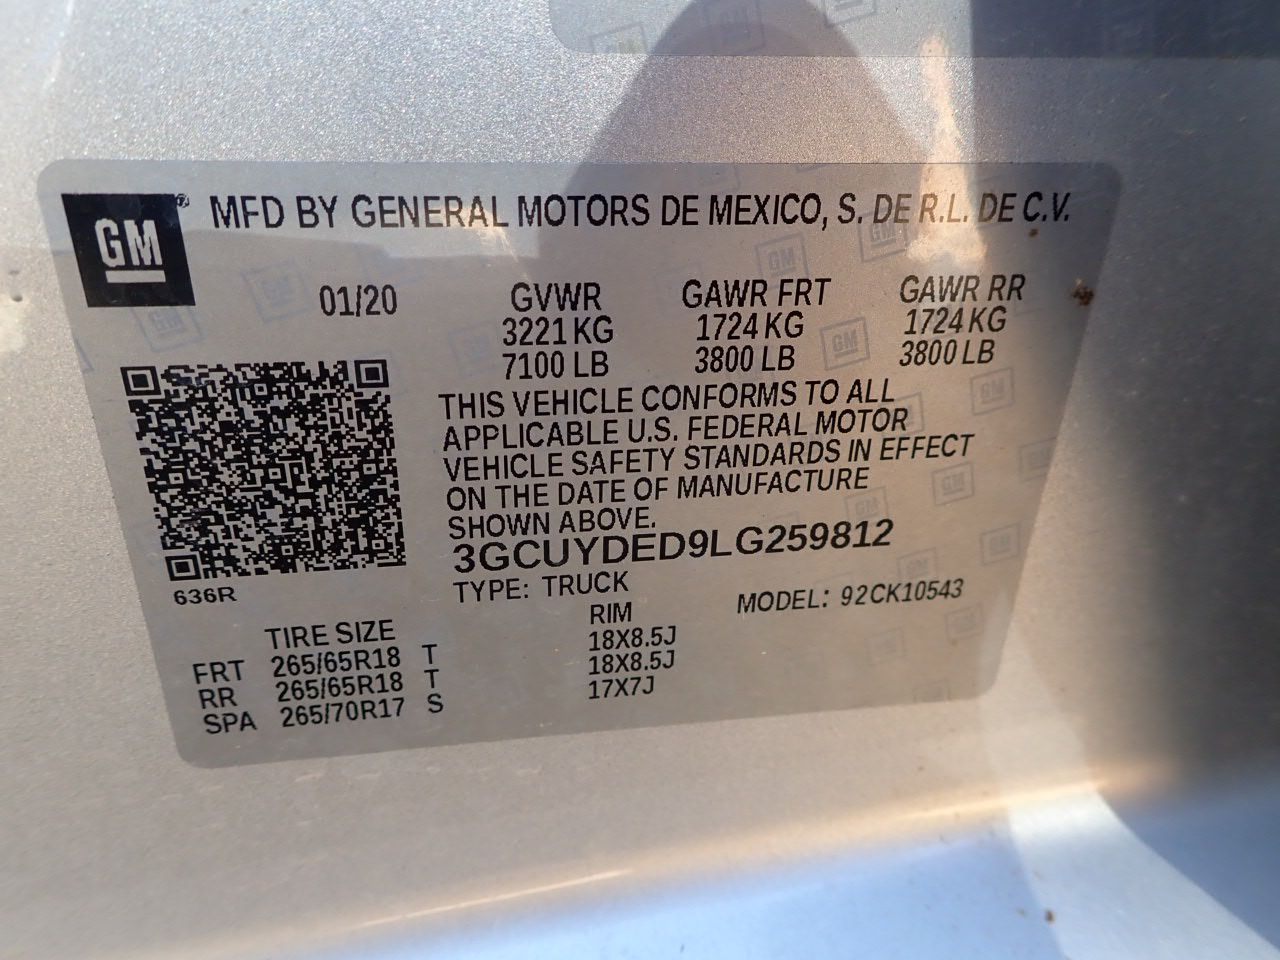 GM ® MFD BY GENERAL MOTORS DE MEXICO, S. DE R.L. DE C.V.
01/20 GVWR GAWR FRT GAWR RR
3221 KG 1724 KG 1724 KG
7100 LB 3800 LB 3800 LB
THIS VEHICLE CONFORMS TO ALL
APPLICABLE U.S. FEDERAL MOTOR
VEHICLE SAFETY STANDARDS IN EFFECT
ON THE DATE OF MANUFACTURE
SHOWN ABOVE.
3GCUYDED9LG259812
636R
TYPE: TRUCK MODEL: 92CK10543
TIRE SIZE RIM
FRT 265/65R18 T 18X8.5J
RR 265/65R18 T 18X8.5J
SPA 265/70R17 S 17X7J